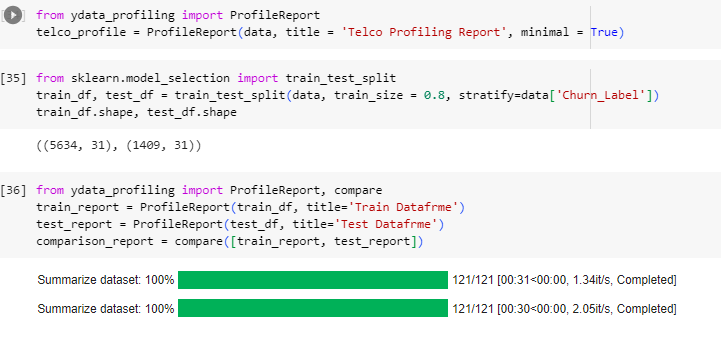 from ydata_profiling import ProfileReport
telco_profile = ProfileReport(data, title = 'Telco Profiling Report', minimal = True)
[35] from sklearn.model_selection import train_test_split
train_df, test_df = train_test_split(data, train_size = 0.8, stratify=data['Churn_Label'])
train_df.shape, test_df.shape
((5634, 31), (1409, 31))
[36] from ydata_profiling import ProfileReport, compare
train_report = ProfileReport(train_df, title='Train Datafrme')
test_report = ProfileReport(test_df, title='Test Datafrme')
comparison_report = compare([train_report, test_report])
Summarize dataset: 100% 121/121 [00:31<00:00, 1.34it/s, Completed]
Summarize dataset: 100% 121/121 [00:30<00:00, 2.05it/s, Completed]